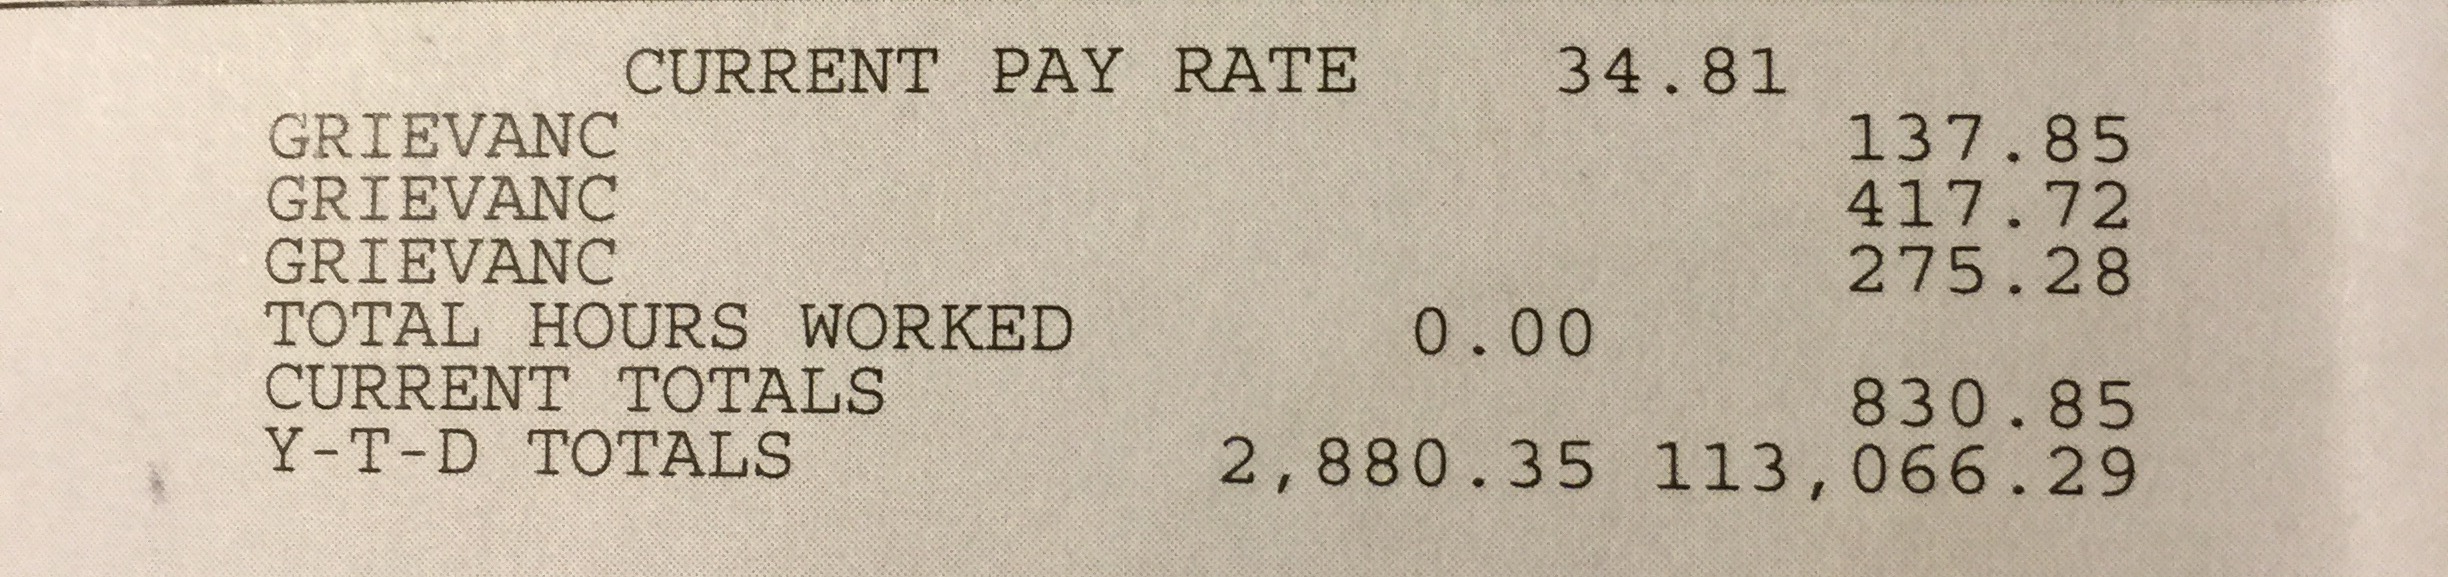 CURRENT PAY RATE 34.81
GRIEVANC 137.85
GRIEVANC 417.72
GRIEVANC 275.28
TOTAL HOURS WORKED 0.00
CURRENT TOTALS 830.85
Y-T-D TOTALS 2,880.35 113,066.29